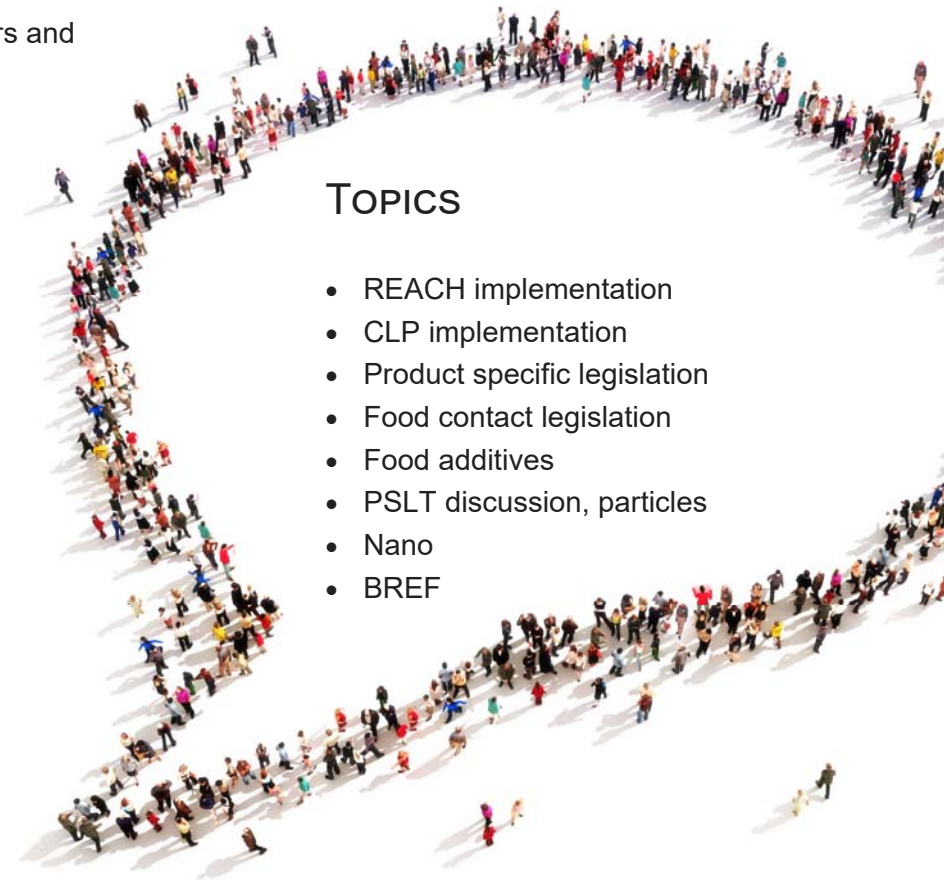 rs and
TOPICS
• REACH implementation
• CLP implementation
• Product specific legislation
• Food contact legislation
• Food additives
• PSLT discussion, particles
• Nano
• BREF